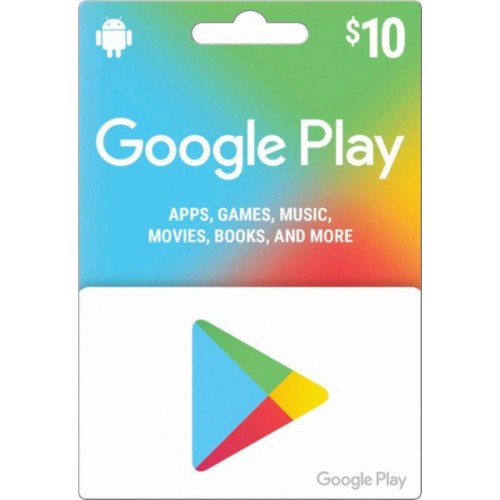 $10
Google Play
APPS, GAMES, MUSIC,
MOVIES, BOOKS, AND MORE
Google Play